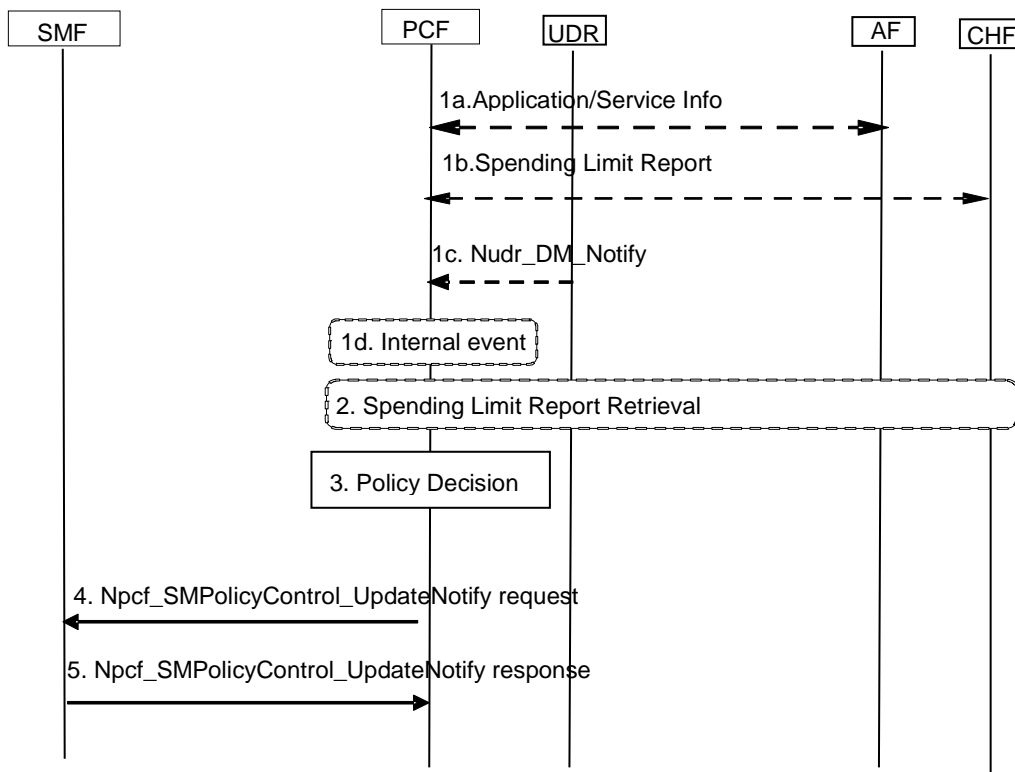 SMF
PCF
UDR
AF
CHF
1a.Application/Service Info
1b.Spending Limit Report
1c. Nudr_DM_Notify
1d. Internal event
2. Spending Limit Report Retrieval
3. Policy Decision
4. Npcf_SMPolicyControl_UpdateNotify request
5. Npcf_SMPolicyControl_UpdateNotify response